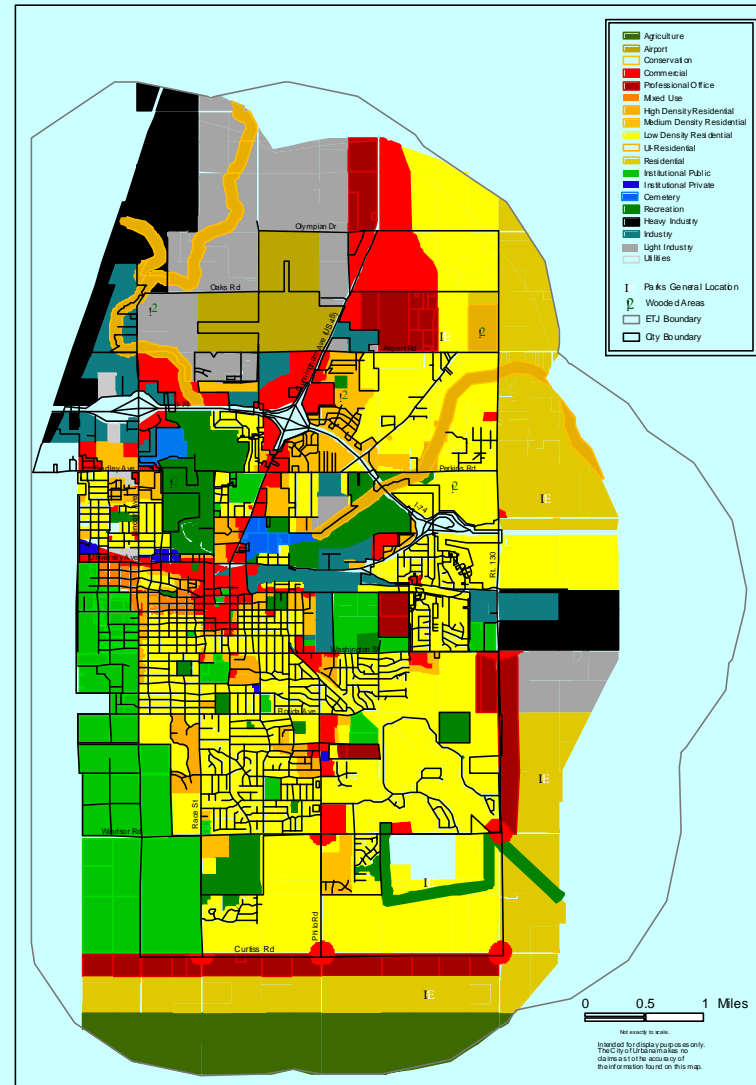 Agriculture
Airport
Conservation
Commercial
Professional Office
Mixed Use
High Density Residential
Medium Density Residential
Low Density Residential
UI-Residential
Residential
Institutional Public
Institutional Private
Cemetery
Recreation
Heavy Industry
Industry
Light Industry
Utilities
Parks General Location
Wooded Areas
ETJ Boundary
City Boundary
Olympian Dr
Oaks Rd
Airport Rd
Perkins Rd
I-74
Rt. 130
Washington St
Florida Ave
Race St
Windsor Rd
Philo Rd
Curtiss Rd
0 0.5 1 Miles
Not exactly to scale.
Intended for display purposes only.
The City of Urbana makes no
claims as to the accuracy of
the information found on this map.